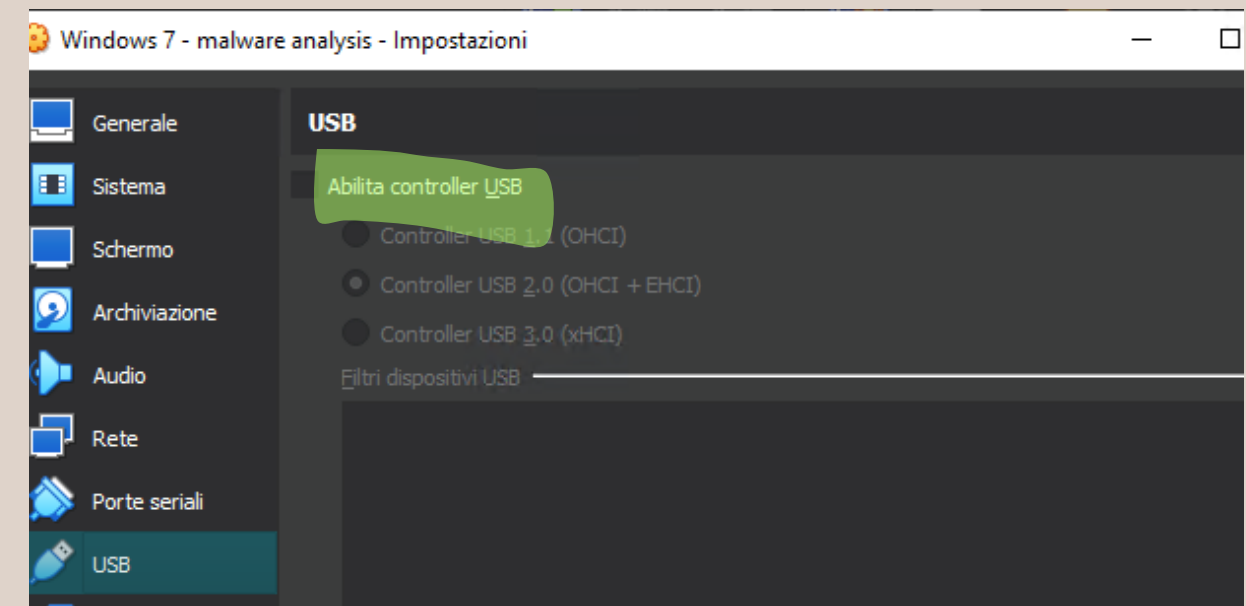 Windows 7 - malware analysis - Impostazioni
Generale
Sistema
Schermo
Archiviazione
Audio
Rete
Porte seriali
USB
USB
Abilita controller USB
Controller USB 1.1 (OHCI)
Controller USB 2.0 (OHCI + EHCI)
Controller USB 3.0 (xHCI)
Filtri dispositivi USB